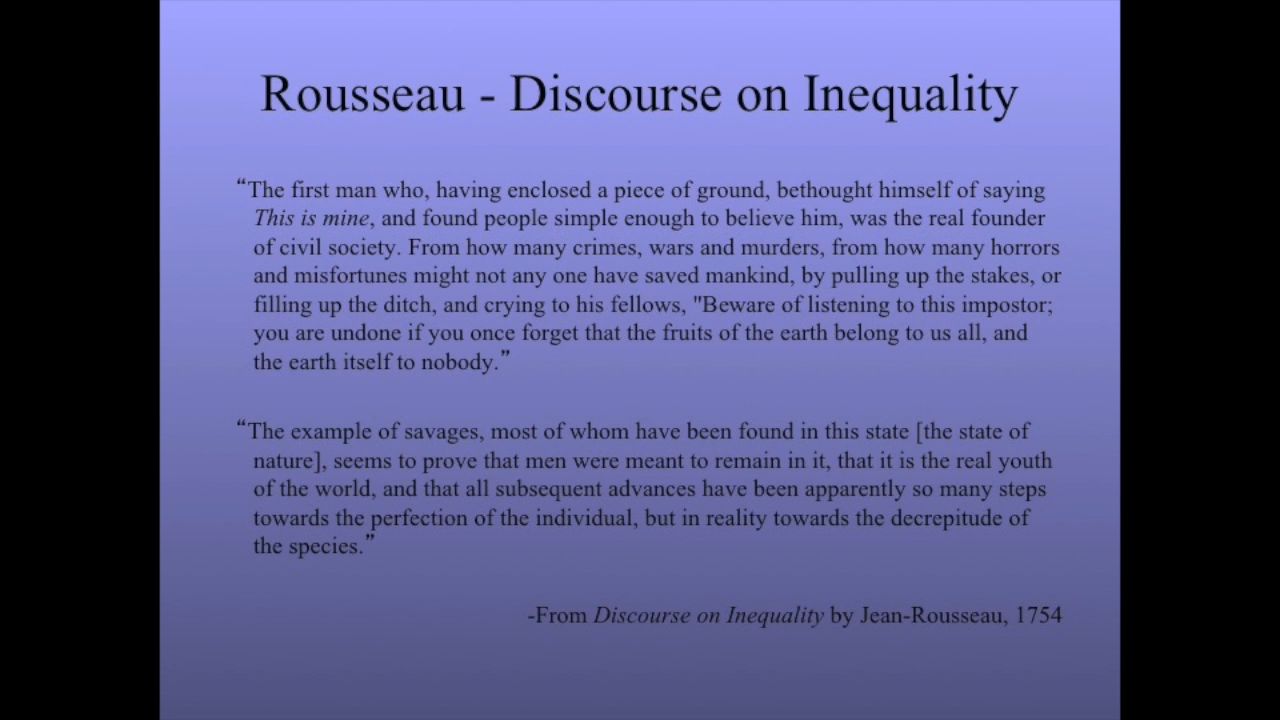 Rousseau - Discourse on Inequality
“The first man who, having enclosed a piece of ground, bethought himself of saying
This is mine, and found people simple enough to believe him, was the real founder
of civil society. From how many crimes, wars and murders, from how many horrors
and misfortunes might not any one have saved mankind, by pulling up the stakes, or
filling up the ditch, and crying to his fellows, "Beware of listening to this impostor;
you are undone if you once forget that the fruits of the earth belong to us all, and
the earth itself to nobody.”
“The example of savages, most of whom have been found in this state [the state of
nature], seems to prove that men were meant to remain in it, that it is the real youth
of the world, and that all subsequent advances have been apparently so many steps
towards the perfection of the individual, but in reality towards the decrepitude of
the species.”
-From Discourse on Inequality by Jean-Rousseau, 1754